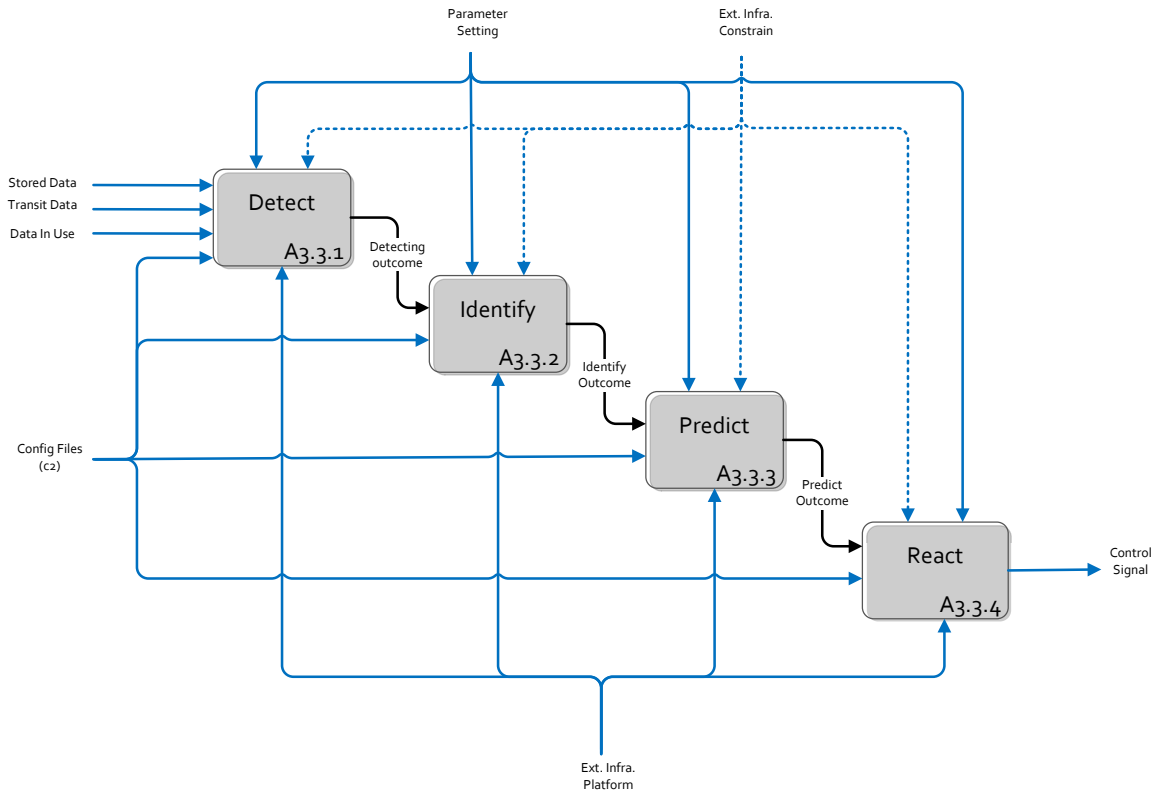 Parameter
Setting
Ext. Infra.
Constrain
Stored Data
Transit Data
Data In Use
Detect
A3.3.1
Detecting
outcome
Identify
A3.3.2
Identify
Outcome
Config Files
(c2)
Predict
A3.3.3
Predict
Outcome
React
A3.3.4
Control
Signal
Ext. Infra.
Platform